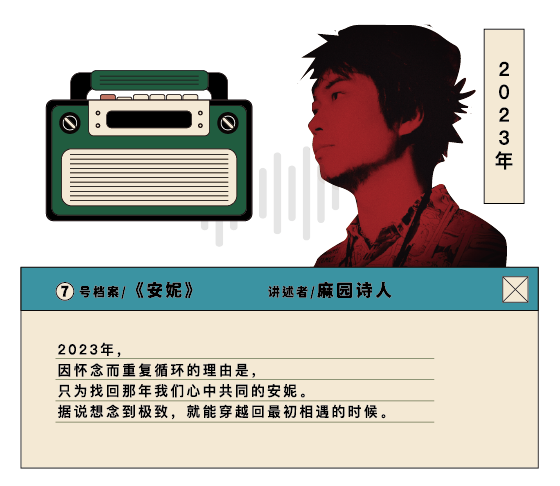 2023年
7号档案/《安妮》
讲述者/麻园诗人
2023年，
因怀念而重复循环的理由是，
只为找回那年我们心中共同的安妮。
据说想念到极致，就能穿越回最初相遇的时候。